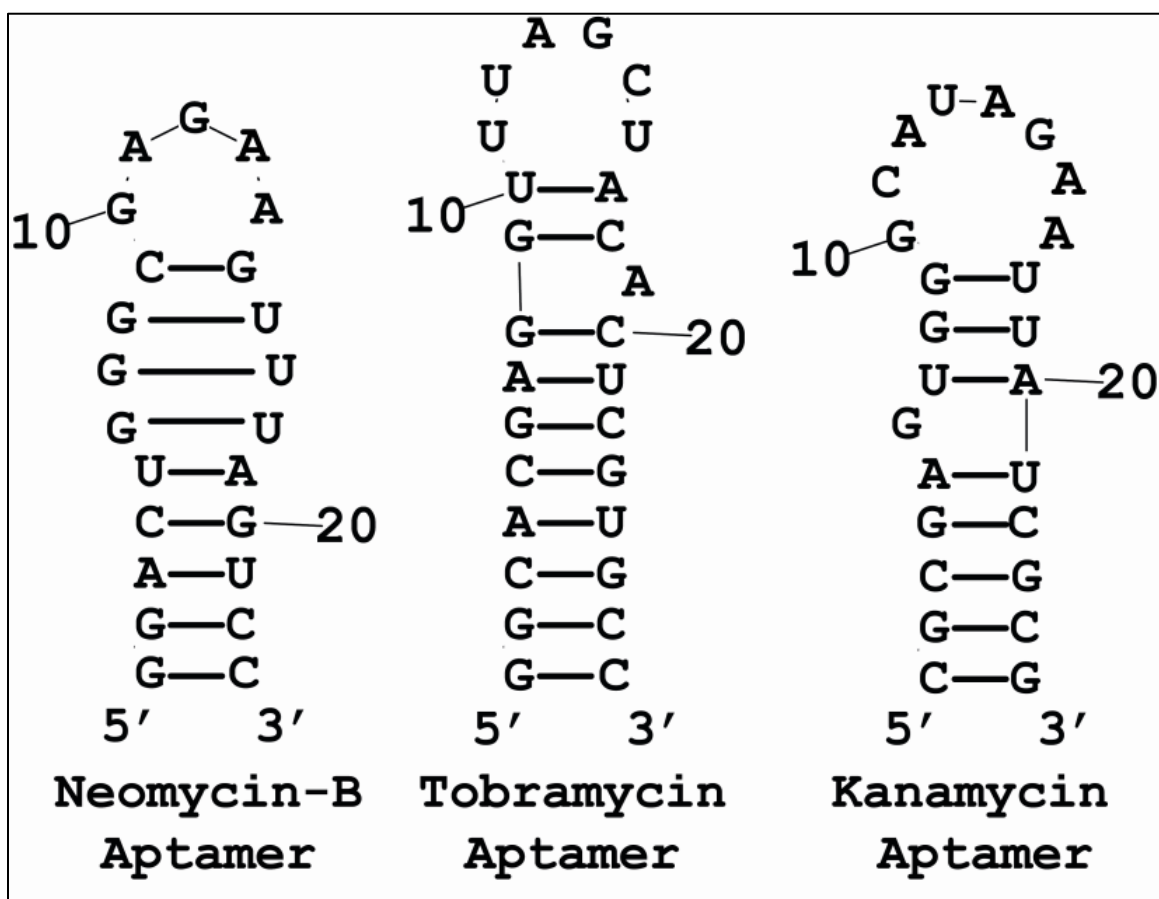 A G A
10 G A
C G
G U
G U
G U
U A
C G 20
A U
G C
G C
5′ 3′
Neomycin-B
Aptamer
A G
U C
U U
10 U A
G C
A
G C 20
A U
G C
C G
A U
C G
G C
G C
5′ 3′
Tobramycin
Aptamer
U A
A G
C A
10 G A
G U
G U
U A 20
G
A U
G C
C G
G C
C G
5′ 3′
Kanamycin
Aptamer